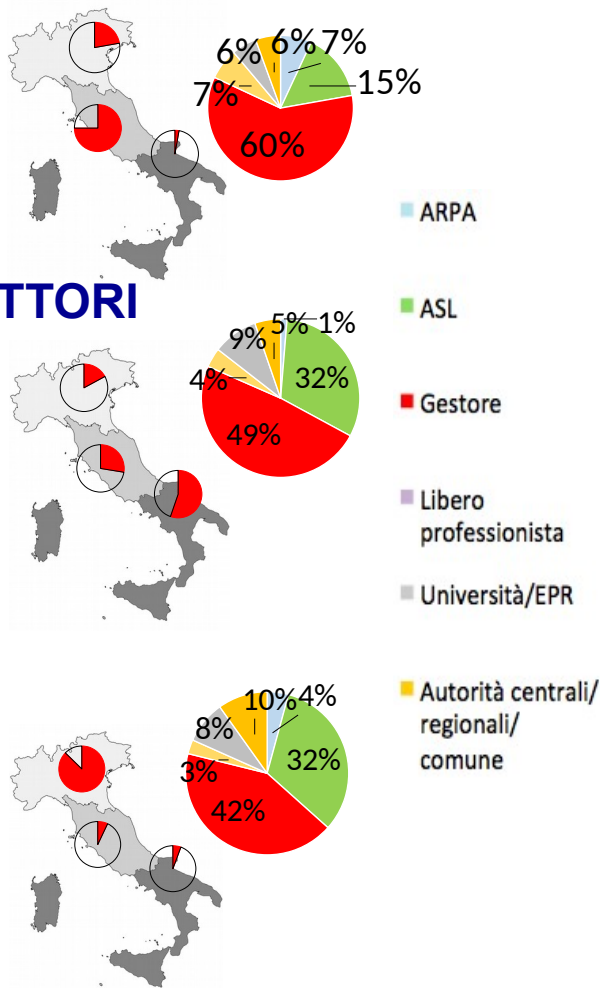 6% 6% 7%
7% 15%
60%
ARPA
TTORI
ASL
9% 5% 1%
4% 32%
49%
Gestore
Libero
professionista
Università/EPR
Autorità centrali/
regionali/
comune
10% 4%
8% 32%
3%
42%